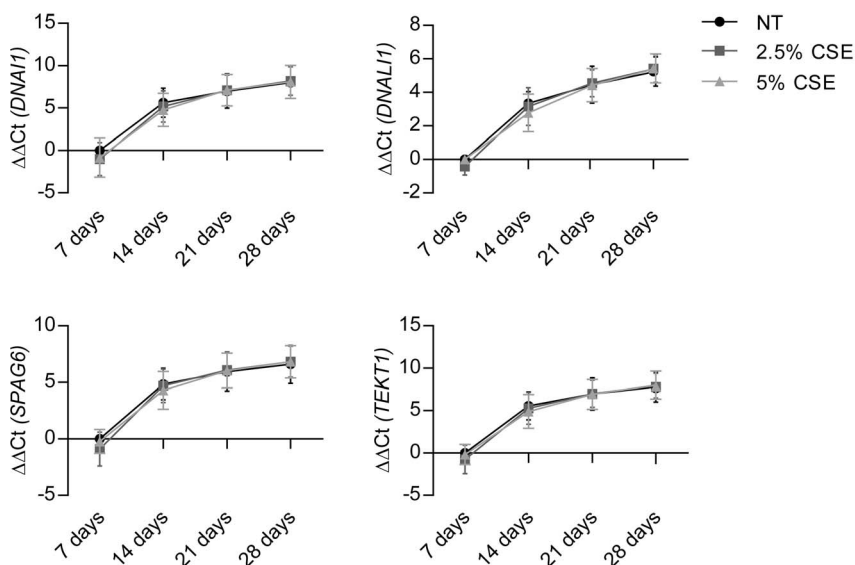 NT
2.5% CSE
5% CSE
ΔΔCt (DNAI1)
15
10
5
0
-5
7 days
14 days
21 days
28 days
ΔΔCt (DNALI1)
8
6
4
2
0
-2
7 days
14 days
21 days
28 days
ΔΔCt (SPAG6)
10
5
0
-5
7 days
14 days
21 days
28 days
ΔΔCt (TEKT1)
15
10
5
0
-5
7 days
14 days
21 days
28 days